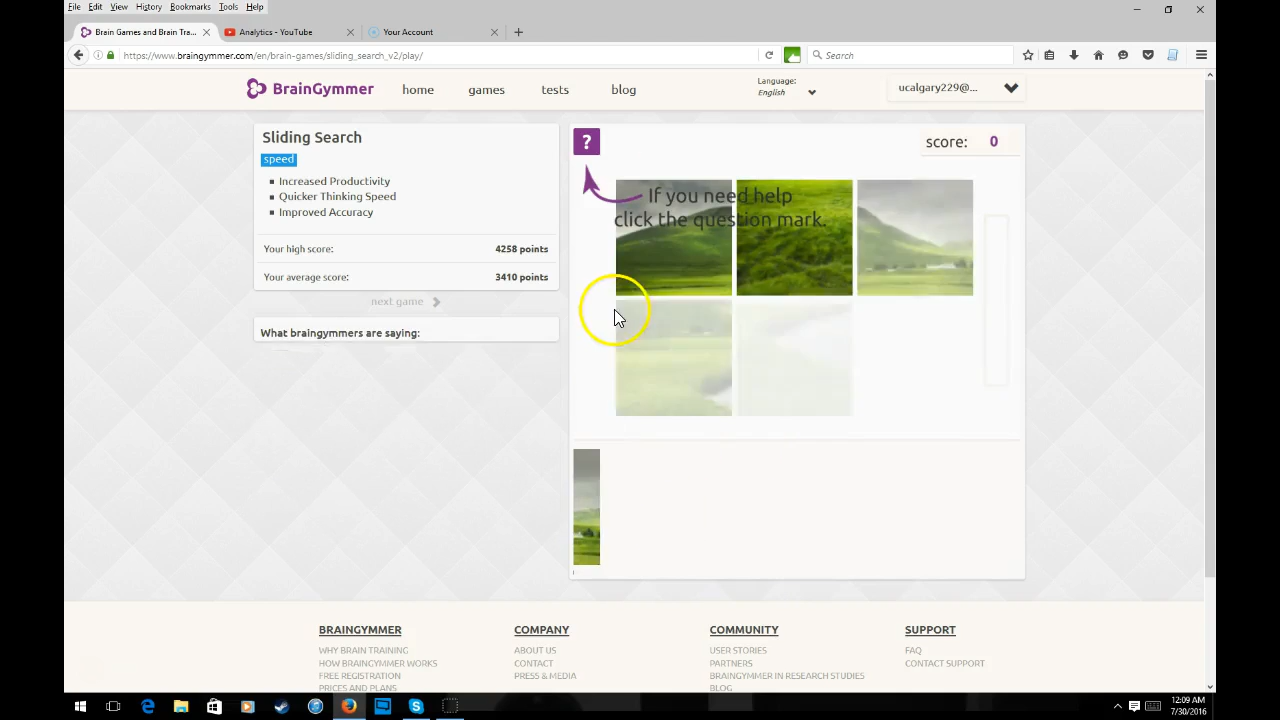 File Edit View History Bookmarks Tools Help
Brain Games and Brain Tra...
Analytics - YouTube
Your Account
https://www.braingymmer.com/en/brain-games/sliding_search_v2/play/
Search
BrainGymmer
home games tests blog
Language:
English
ucalgary229@...
Sliding Search
speed
Increased Productivity
Quicker Thinking Speed
Improved Accuracy
Your high score: 4258 points
Your average score: 3410 points
next game
What braingymmers are saying:
?
score: 0
If you need help
click the question mark.
BRAINGYMMER
WHY BRAIN TRAINING
HOW BRAINGYMMER WORKS
FREE REGISTRATION
PRICES AND PLANS
COMPANY
ABOUT US
CONTACT
PRESS & MEDIA
COMMUNITY
USER STORIES
PARTNERS
BRAINGYMMER IN RESEARCH STUDIES
BLOG
SUPPORT
FAQ
CONTACT SUPPORT
12:09 AM
7/30/2016